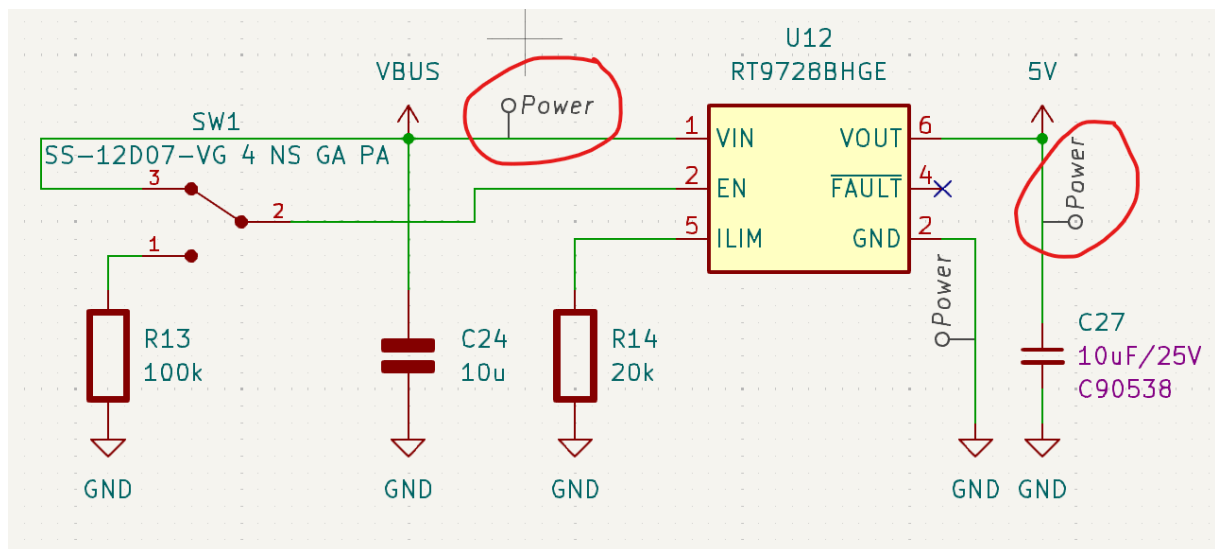 U12
RT9728BHGE
VBUS
Power
5V
SW1
SS-12D07-VG 4 NS GA PA
3
2
1
1
VIN
2
EN
5
ILIM
VOUT
6
FAULT
4
GND
2
Power
Power
R13
100k
C24
10u
R14
20k
C27
10uF/25V
C90538
GND
GND
GND
GND
GND